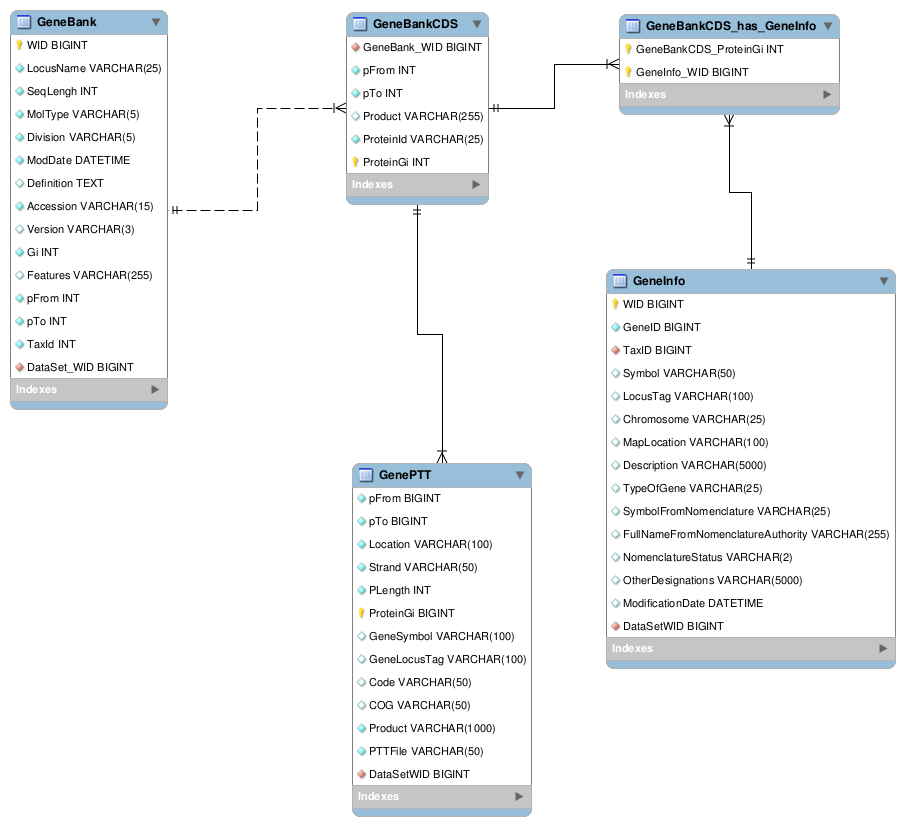 GeneBank
WID BIGINT
LocusName VARCHAR(25)
SeqLengh INT
MolType VARCHAR(5)
Division VARCHAR(5)
ModDate DATETIME
Definition TEXT
Accession VARCHAR(15)
Version VARCHAR(3)
Gi INT
Features VARCHAR(255)
pFrom INT
pTo INT
TaxId INT
DataSet_WID BIGINT
Indexes
GeneBankCDS
GeneBank_WID BIGINT
pFrom INT
pTo INT
Product VARCHAR(255)
ProteinId VARCHAR(25)
ProteinGi INT
Indexes
GeneBankCDS_has_GeneInfo
GeneBankCDS_ProteinGi INT
GeneInfo_WID BIGINT
Indexes
GeneInfo
WID BIGINT
GeneID BIGINT
TaxID BIGINT
Symbol VARCHAR(50)
LocusTag VARCHAR(100)
Chromosome VARCHAR(25)
MapLocation VARCHAR(100)
Description VARCHAR(5000)
TypeOfGene VARCHAR(25)
SymbolFromNomenclature VARCHAR(25)
FullNameFromNomenclatureAuthority VARCHAR(255)
NomenclatureStatus VARCHAR(2)
OtherDesignations VARCHAR(5000)
ModificationDate DATETIME
DataSetWID BIGINT
Indexes
GenePTT
pFrom BIGINT
pTo BIGINT
Location VARCHAR(100)
Strand VARCHAR(50)
PLength INT
ProteinGi BIGINT
GeneSymbol VARCHAR(100)
GeneLocusTag VARCHAR(100)
Code VARCHAR(50)
COG VARCHAR(50)
Product VARCHAR(1000)
PTTFile VARCHAR(50)
DataSetWID BIGINT
Indexes